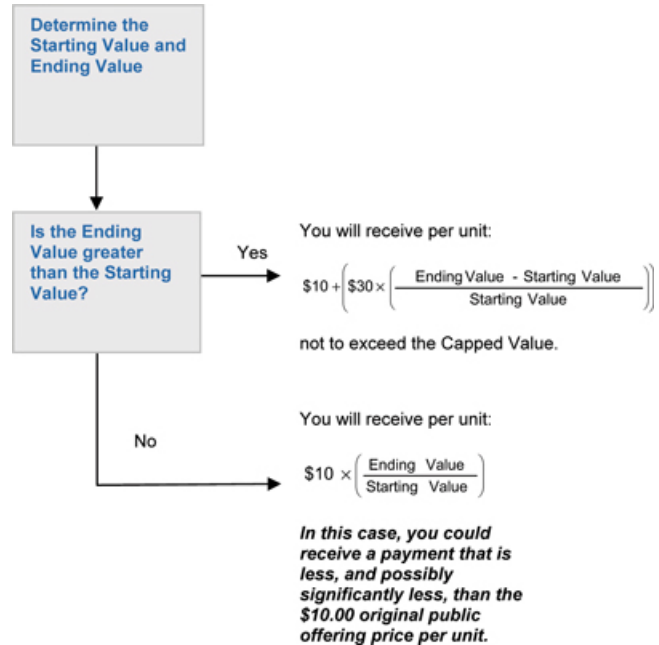 Determine the
Starting Value and
Ending Value
Is the Ending
Value greater
than the Starting
Value?
Yes
You will receive per unit:
$10 + ( $30 × ( Ending Value - Starting Value
Starting Value ) )
not to exceed the Capped Value.
No
You will receive per unit:
$10 × ( Ending Value
Starting Value )
In this case, you could
receive a payment that is
less, and possibly
significantly less, than the
$10.00 original public
offering price per unit.